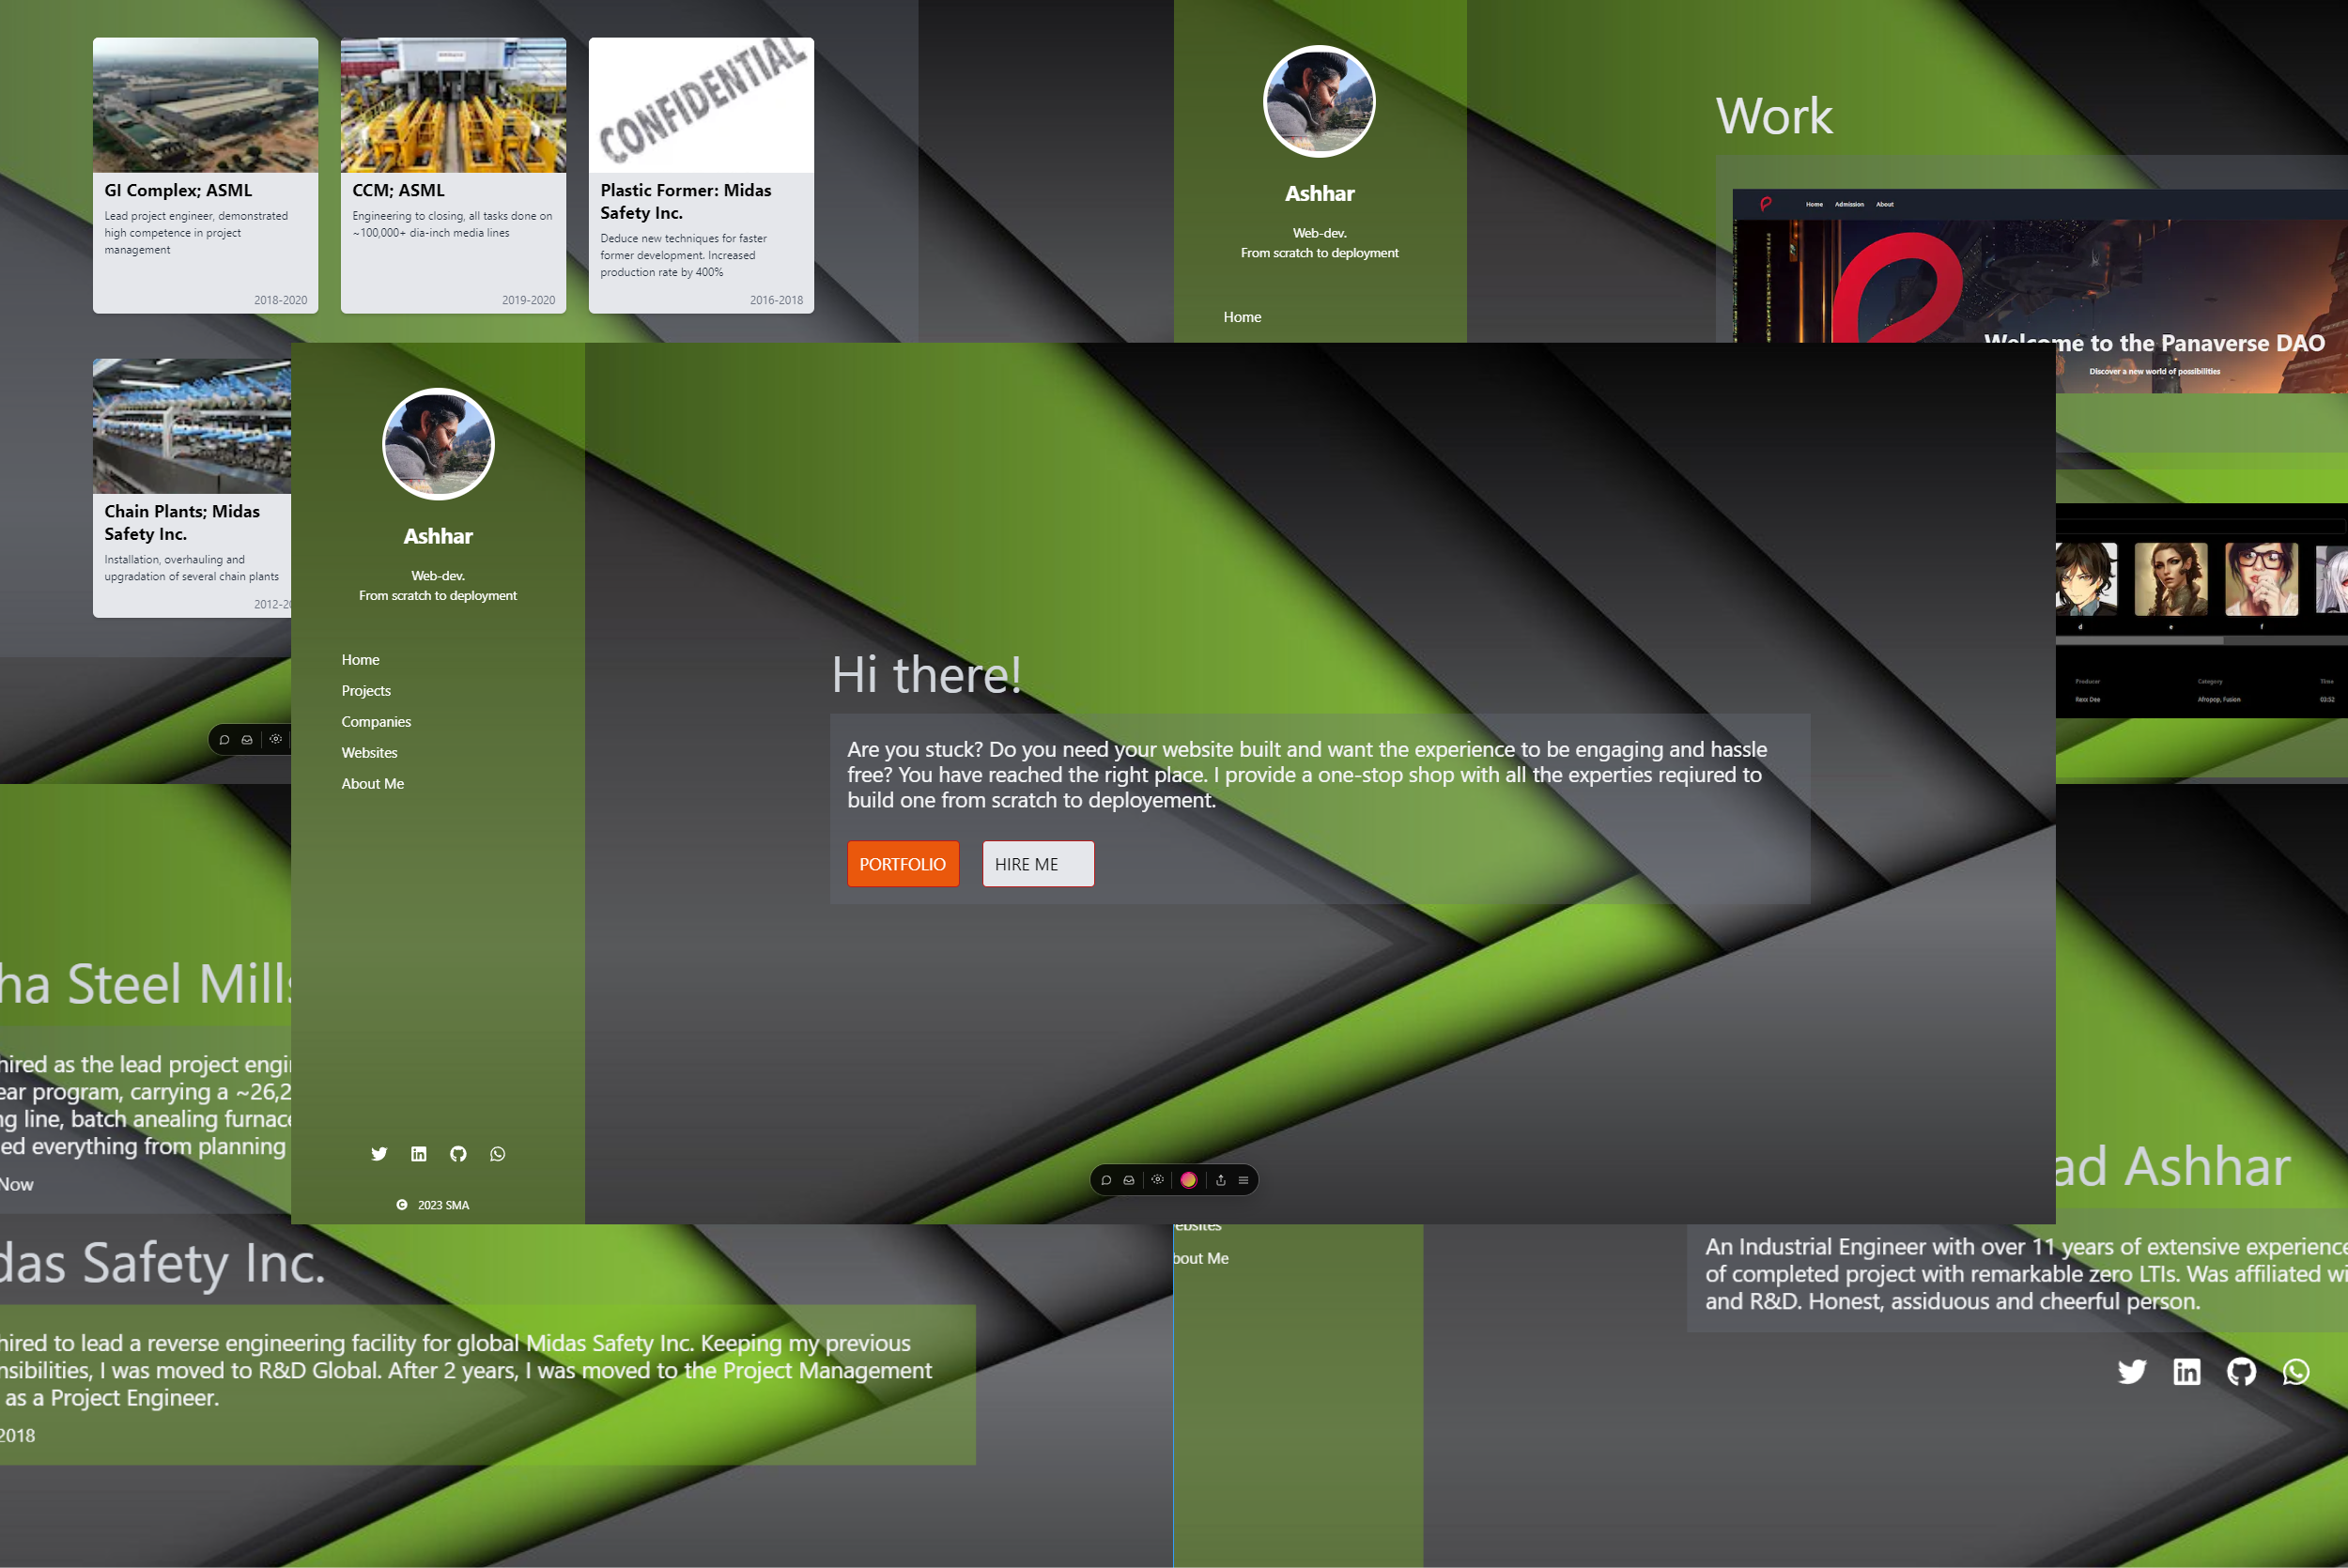 CONFIDENTIAL
GI Complex; ASML
Lead project engineer, demonstrated
high competence in project
management
2018-2020
CCM; ASML
Engineering to closing, all tasks done on
~100,000+ dia-inch media lines
2019-2020
Plastic Former: Midas
Safety Inc.
Deduce new techniques for faster
former development. Increased
production rate by 400%
2016-2018
Chain Plants; Midas
Safety Inc.
Installation, overhauling and
upgradation of several chain plants
2012-20
Ashhar
Web-dev.
From scratch to deployment
Home
Work
Home Admission About
Welcome to the Panaverse DAO
Discover a new world of possibilities
d e f
Producer Category Time
Rexx Dee Afropop, Fusion 03:52
Ashhar
Web-dev.
From scratch to deployment
Home
Projects
Companies
Websites
About Me
2023 SMA
Hi there!
Are you stuck? Do you need your website built and want the experience to be engaging and hassle
free? You have reached the right place. I provide a one-stop shop with all the experties reqiured to
build one from scratch to deployement.
PORTFOLIO HIRE ME
ha Steel Mills
hired as the lead project engi
ear program, carrying a ~26,2
ng line, batch anealing furnace
ed everything from planning
Now
das Safety Inc.
hired to lead a reverse engineering facility for global Midas Safety Inc. Keeping my previous
nsibilities, I was moved to R&D Global. After 2 years, I was moved to the Project Management
as a Project Engineer.
2018
ebsites
bout Me
ad Ashhar
An Industrial Engineer with over 11 years of extensive experience
of completed project with remarkable zero LTIs. Was affiliated wi
and R&D. Honest, assiduous and cheerful person.